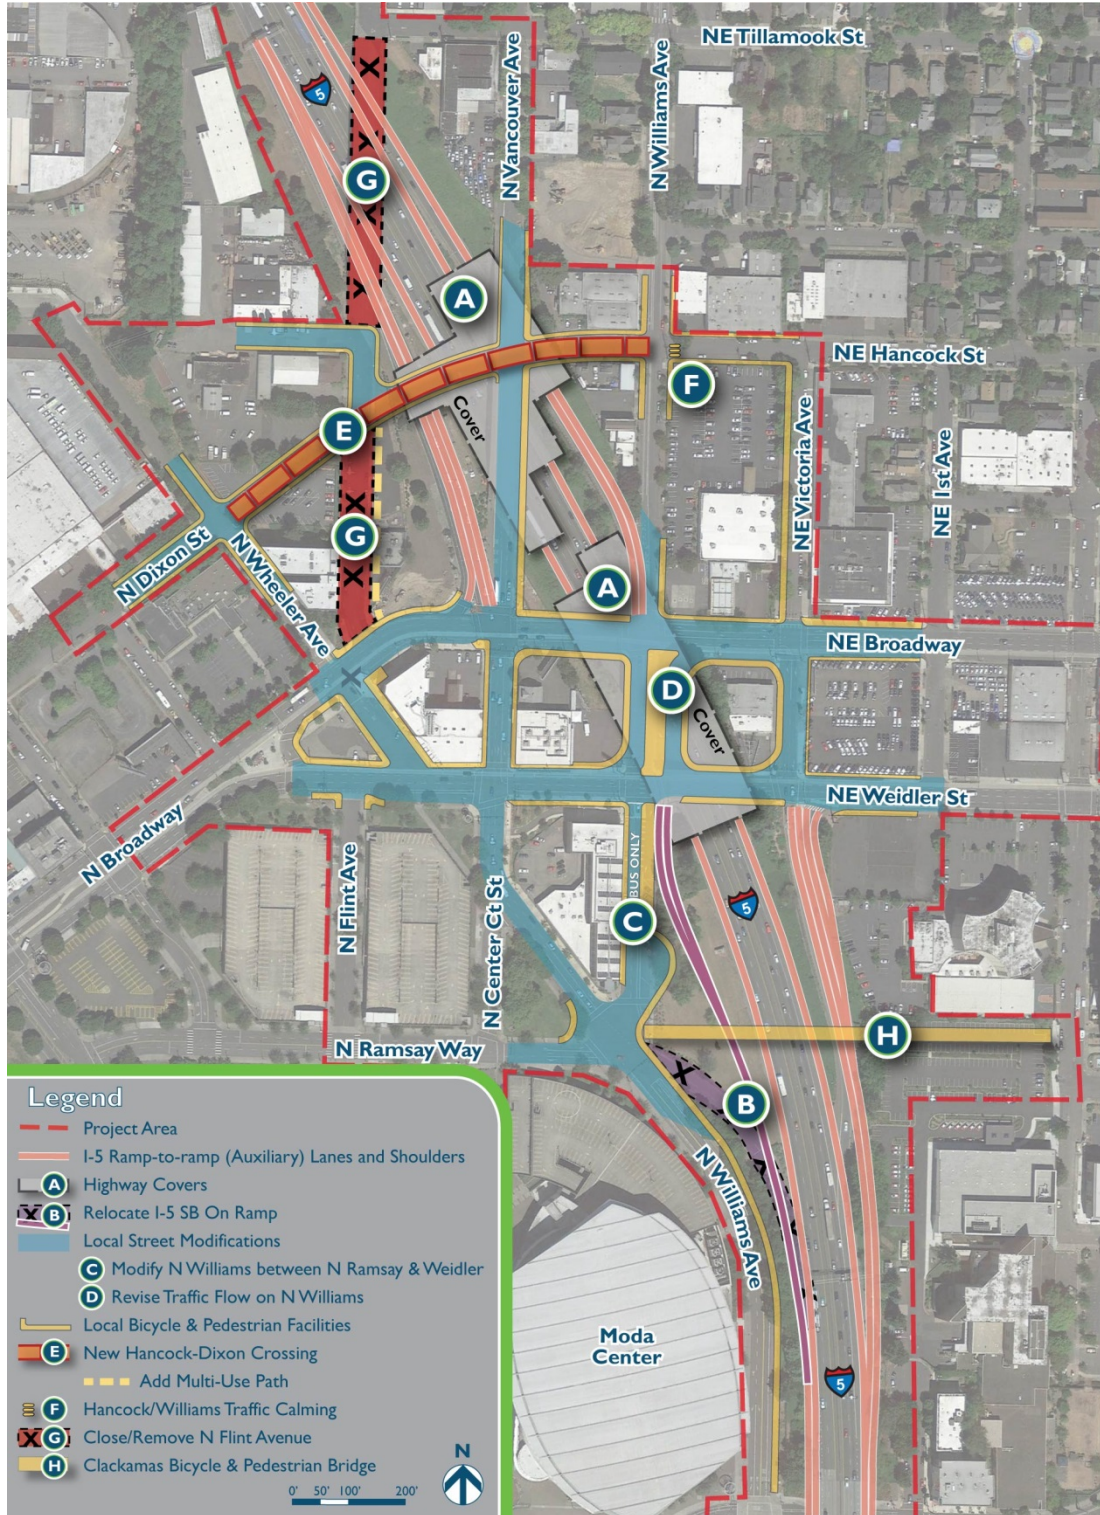 NE Tillamook St
N Vancouver Ave
N Williams Ave
5
G
A
NE Hancock St
F
Cover
E
NE Victoria Ave
NE 1st Ave
G
N Dixon St
N Wheeler Ave
A
NE Broadway
D
Cover
NE Weidler St
N Broadway
N Flint Ave
N Center Ct St
BUS ONLY
5
C
N Ramsay Way
H
B
N Williams Ave
Moda
Center
5
Legend
Project Area
I-5 Ramp-to-ramp (Auxiliary) Lanes and Shoulders
A Highway Covers
X B Relocate I-5 SB On Ramp
Local Street Modifications
C Modify N Williams between N Ramsay & Weidler
D Revise Traffic Flow on N Williams
Local Bicycle & Pedestrian Facilities
E New Hancock-Dixon Crossing
Add Multi-Use Path
F Hancock/Williams Traffic Calming
X G Close/Remove N Flint Avenue
H Clackamas Bicycle & Pedestrian Bridge
N
0' 50' 100' 200'